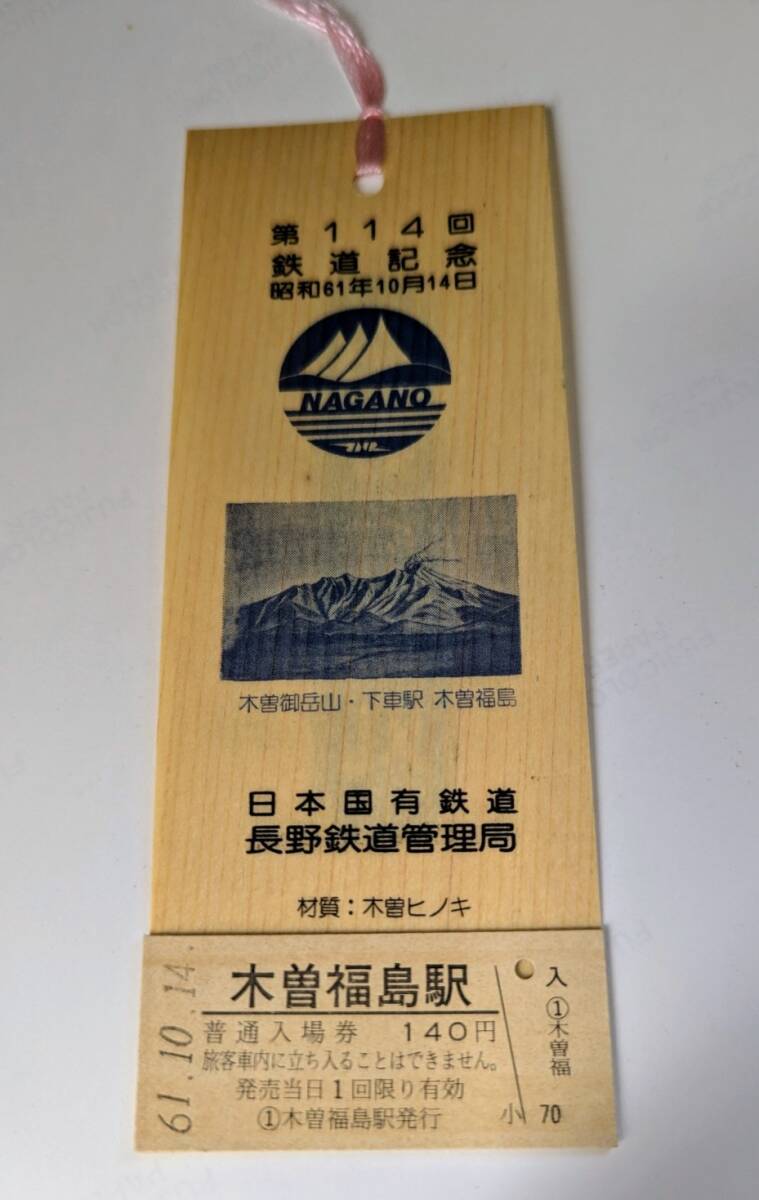 第114回
鉄道記念
昭和61年10月14日
NAGANO
JNR
木曽御岳山・下車駅 木曽福島
日本国有鉄道
長野鉄道管理局
材質：木曽ヒノキ
61.10.14.
木曽福島駅
普通入場券 140円
旅客車内に立ち入ることはできません。
発売当日1回限り有効
①木曽福島駅発行
入
①木曽福
小 70